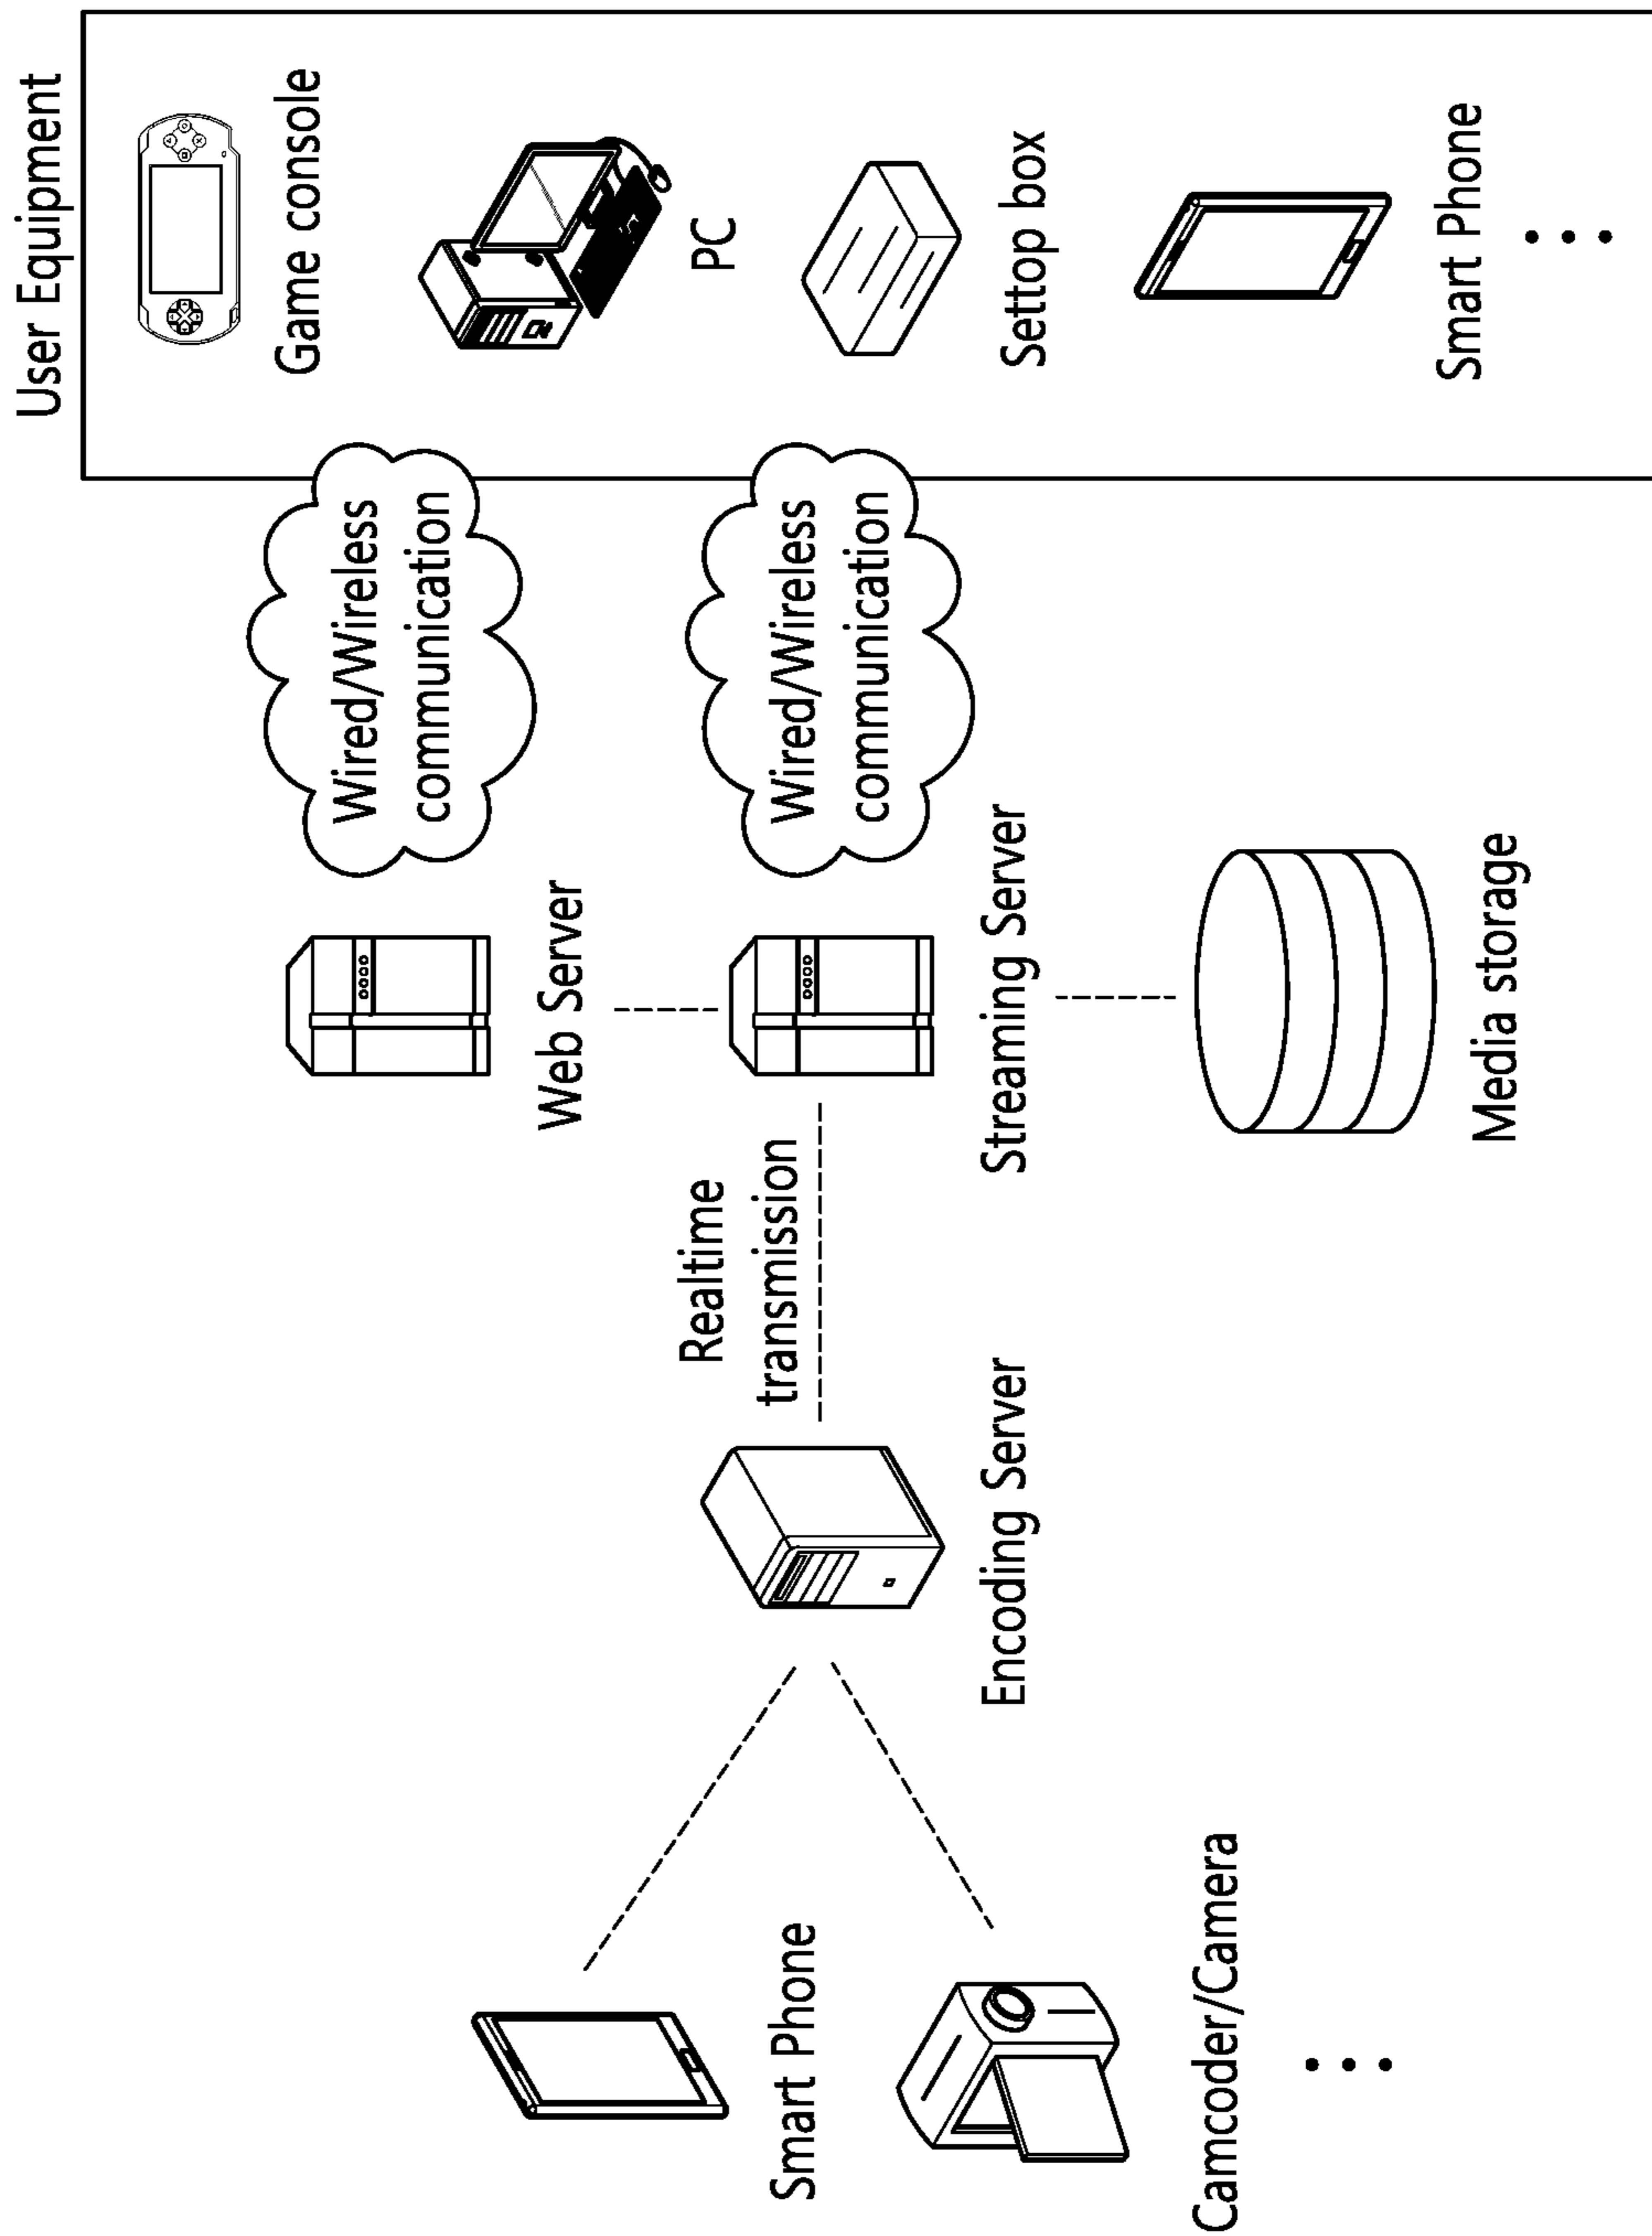 Smart Phone
Camcoder/Camera
Encoding Server
Realtime
transmission
Web Server
Streaming Server
Media storage
Wired/Wireless
communication
Wired/Wireless
communication
User Equipment
Game console
PC
Settop box
Smart Phone